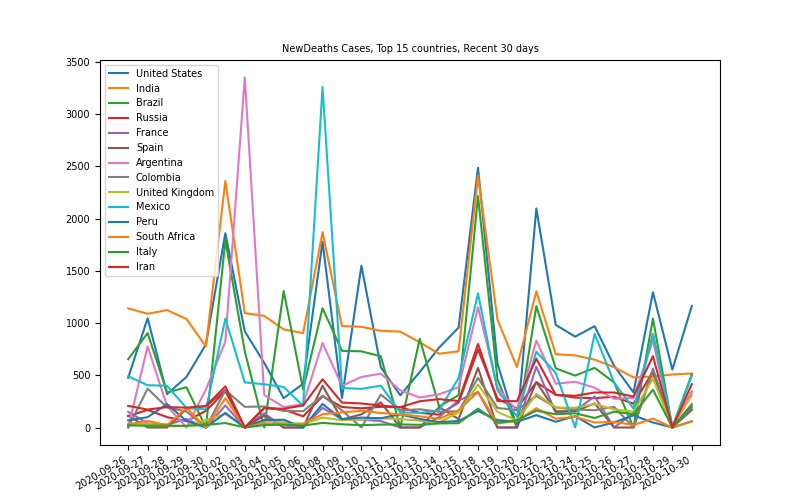 NewDeaths Cases, Top 15 countries, Recent 30 days
3500
3000
2500
2000
1500
1000
500
0
United States
India
Brazil
Russia
France
Spain
Argentina
Colombia
United Kingdom
Mexico
Peru
South Africa
Italy
Iran
2020-09-26
2020-09-27
2020-09-28
2020-09-29
2020-09-30
2020-10-02
2020-10-03
2020-10-04
2020-10-05
2020-10-06
2020-10-08
2020-10-09
2020-10-10
2020-10-11
2020-10-12
2020-10-13
2020-10-14
2020-10-15
2020-10-18
2020-10-19
2020-10-20
2020-10-22
2020-10-23
2020-10-24
2020-10-25
2020-10-26
2020-10-27
2020-10-28
2020-10-29
2020-10-30